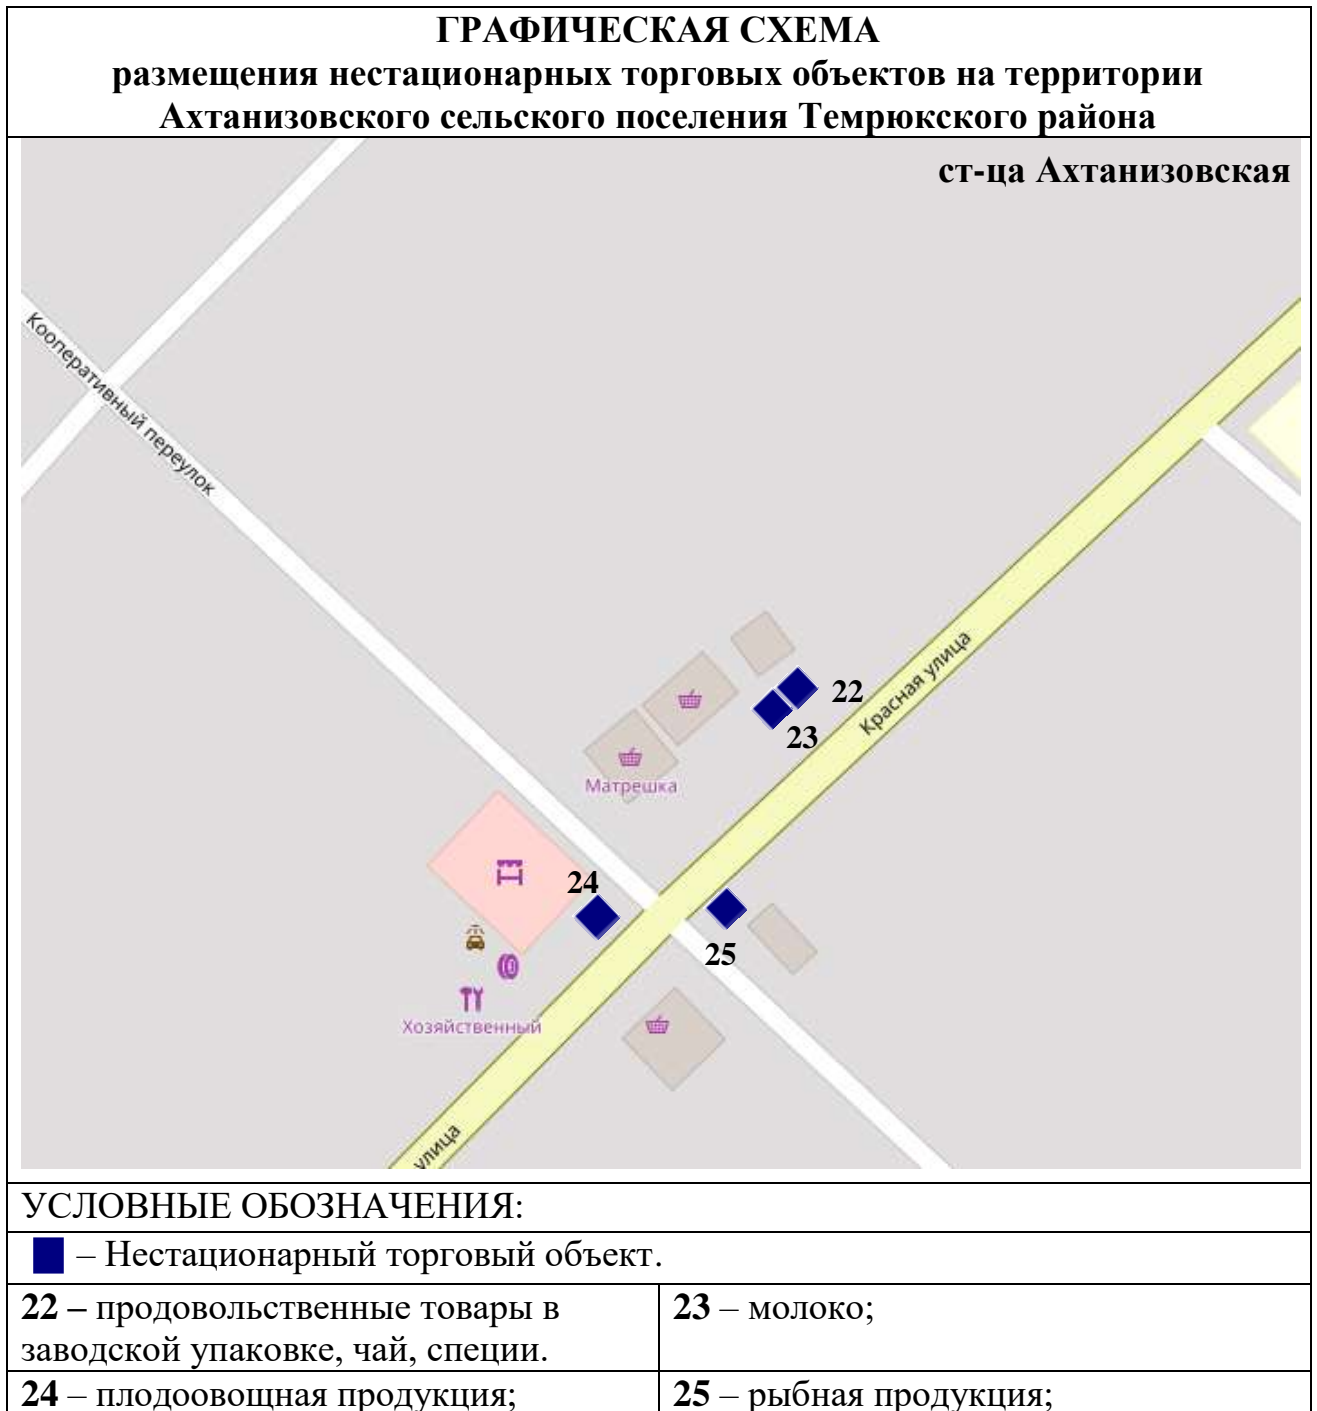 ГРАФИЧЕСКАЯ СХЕМА
размещения нестационарных торговых объектов на территории
Ахтанизовского сельского поселения Темрюкского района
ст-ца Ахтанизовская
Кооперативный переулок
Красная улица
22
23
Матрешка
24
25
Хозяйственный
улица
УСЛОВНЫЕ ОБОЗНАЧЕНИЯ:
– Нестационарный торговый объект.
22 – продовольственные товары в
заводской упаковке, чай, специи.
23 – молоко;
24 – плодоовощная продукция;
25 – рыбная продукция;